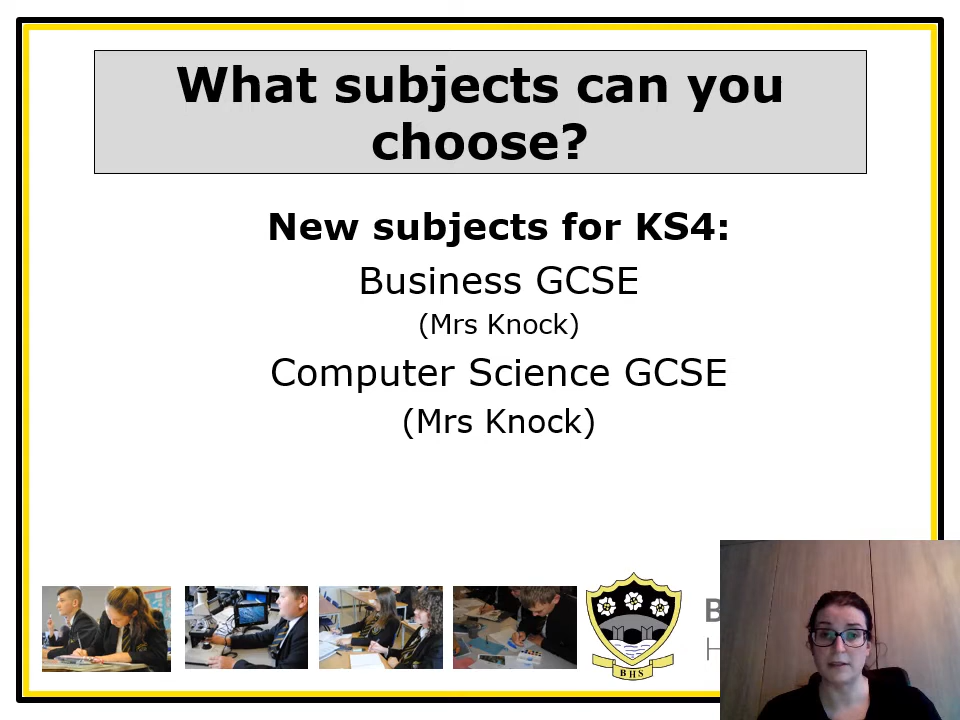 What subjects can you
choose?
New subjects for KS4:
Business GCSE
(Mrs Knock)
Computer Science GCSE
(Mrs Knock)
BHS
B
H